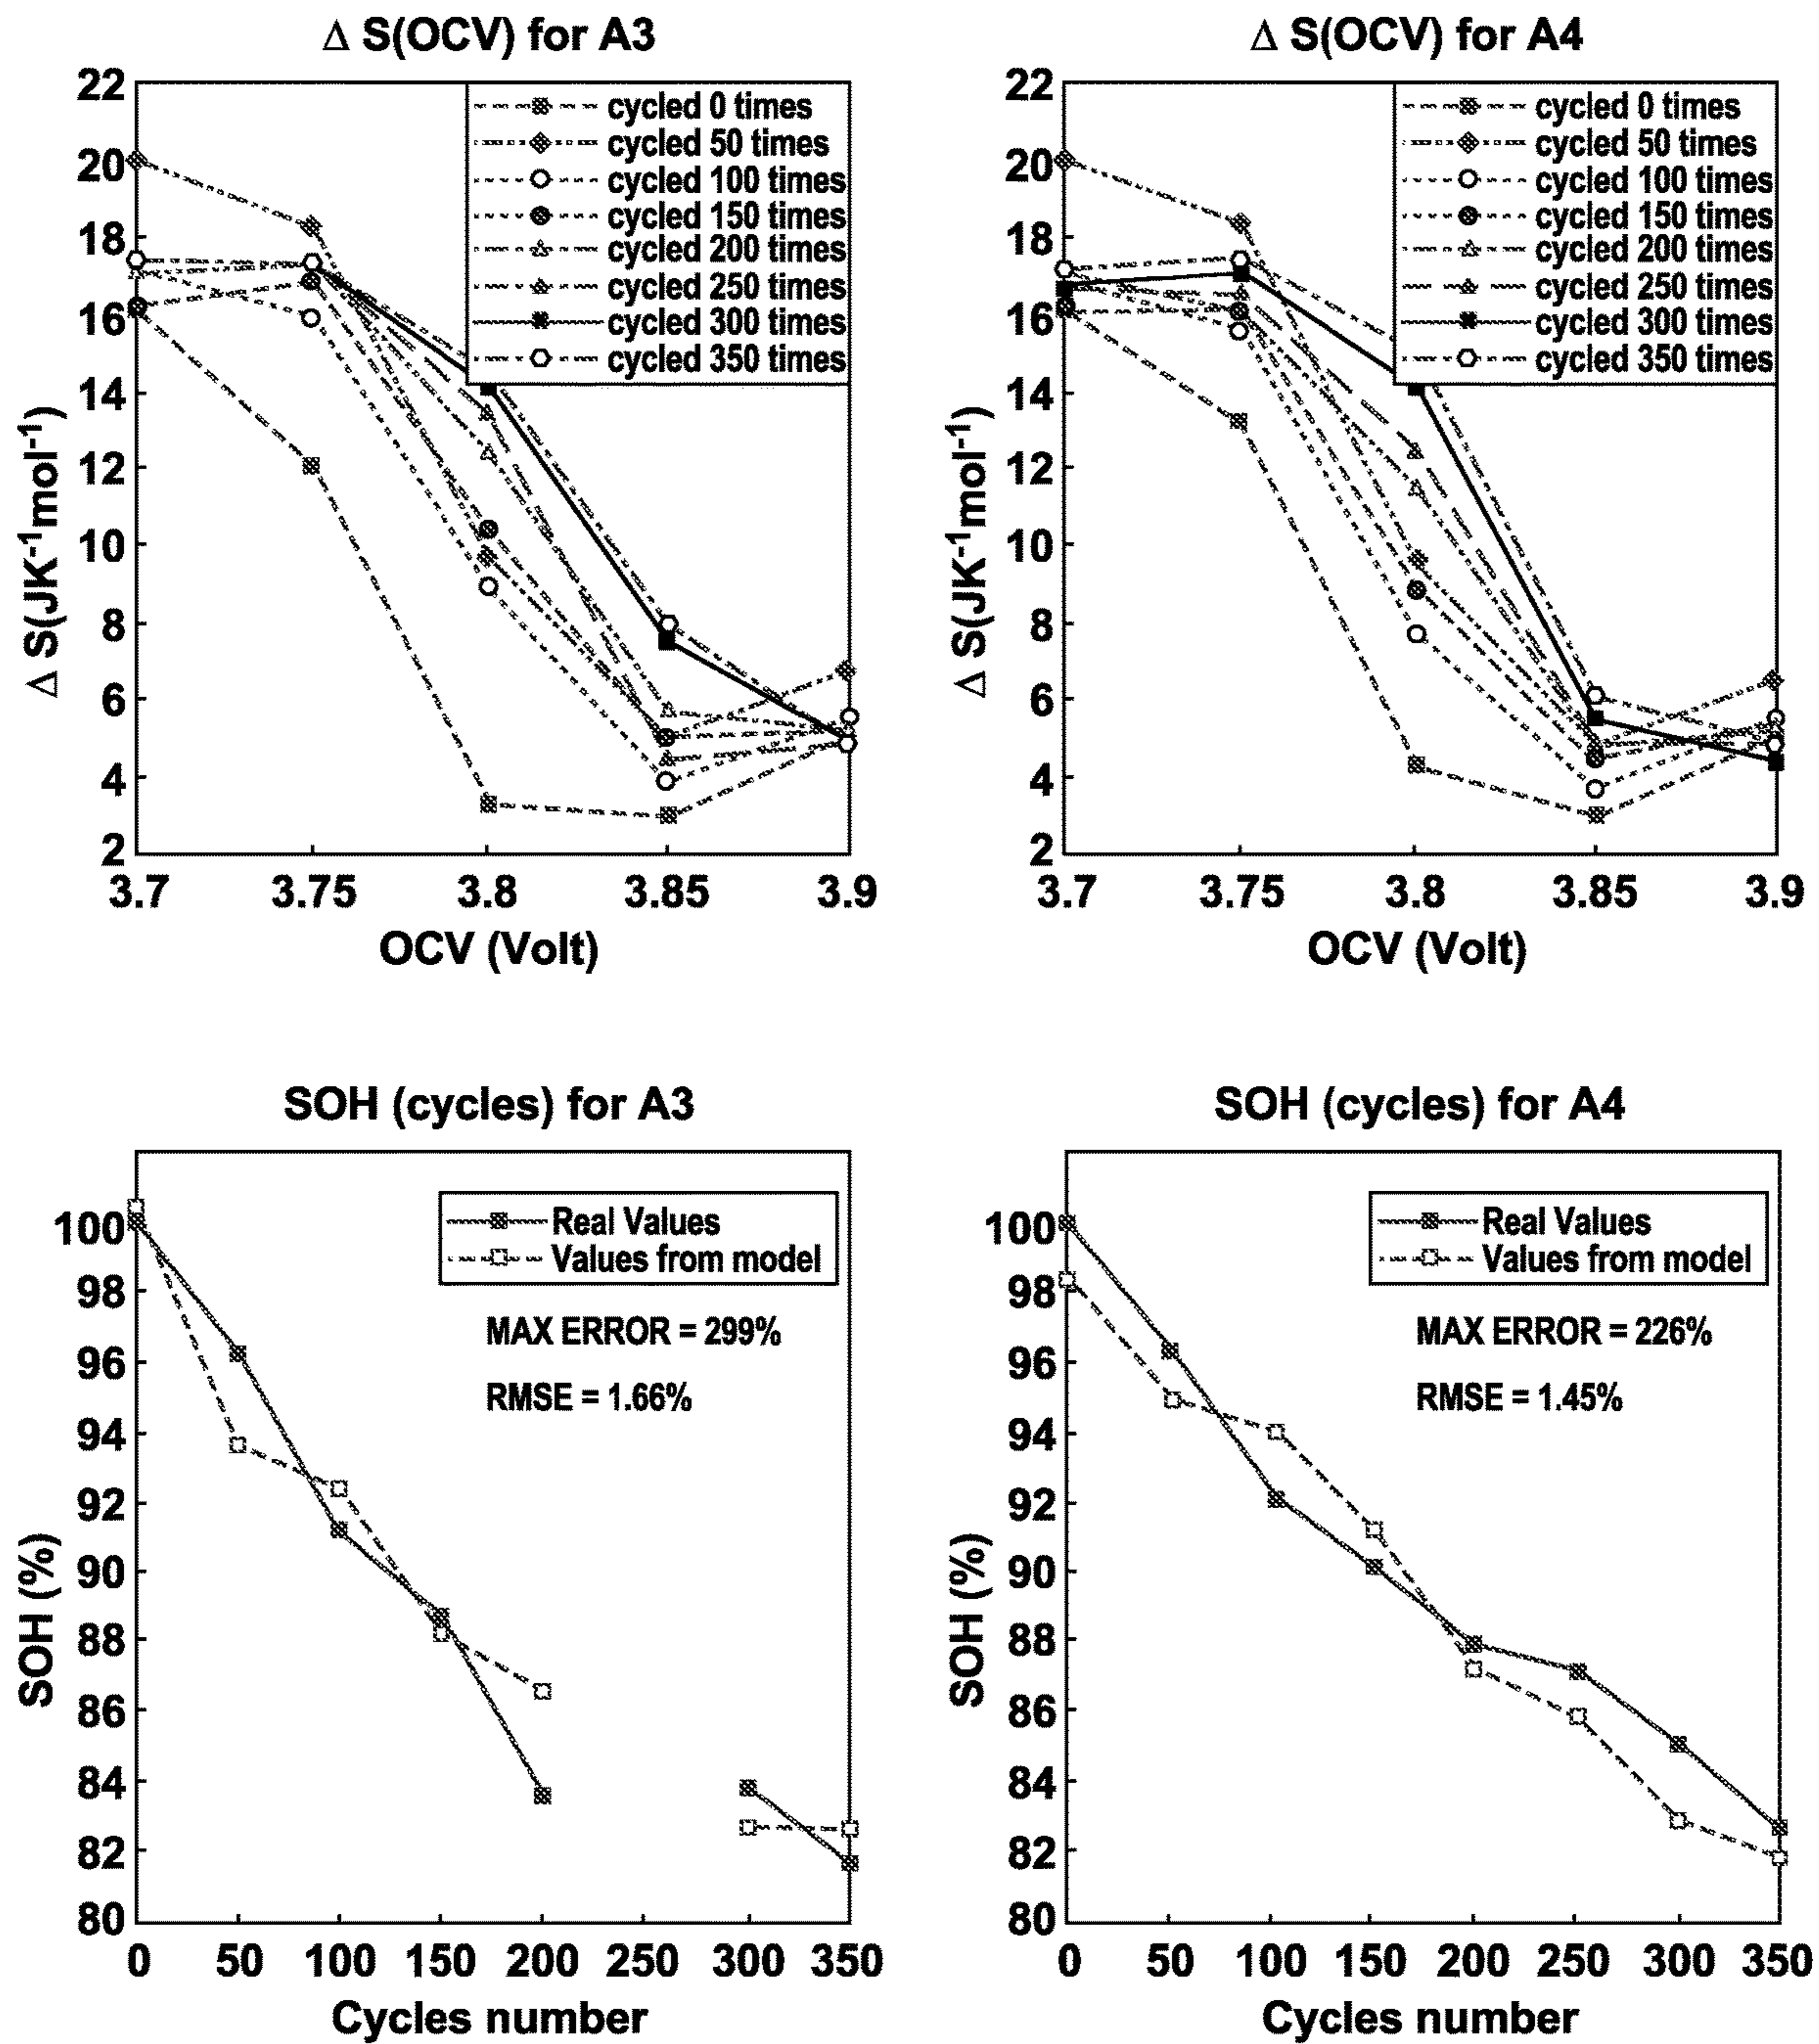 Δ S(OCV) for A3
22
20
18
16
14
12
10
8
6
4
2
Δ S(JK-1mol-1)
cycled 0 times
cycled 50 times
cycled 100 times
cycled 150 times
cycled 200 times
cycled 250 times
cycled 300 times
cycled 350 times
3.7 3.75 3.8 3.85 3.9
OCV (Volt)
Δ S(OCV) for A4
22
20
18
16
14
12
10
8
6
4
2
Δ S(JK-1mol-1)
cycled 0 times
cycled 50 times
cycled 100 times
cycled 150 times
cycled 200 times
cycled 250 times
cycled 300 times
cycled 350 times
3.7 3.75 3.8 3.85 3.9
OCV (Volt)
SOH (cycles) for A3
100
98
96
94
92
90
88
86
84
82
80
SOH (%)
Real Values
Values from model
MAX ERROR = 299%
RMSE = 1.66%
0 50 100 150 200 250 300 350
Cycles number
SOH (cycles) for A4
100
98
96
94
92
90
88
86
84
82
80
SOH (%)
Real Values
Values from model
MAX ERROR = 226%
RMSE = 1.45%
0 50 100 150 200 250 300 350
Cycles number